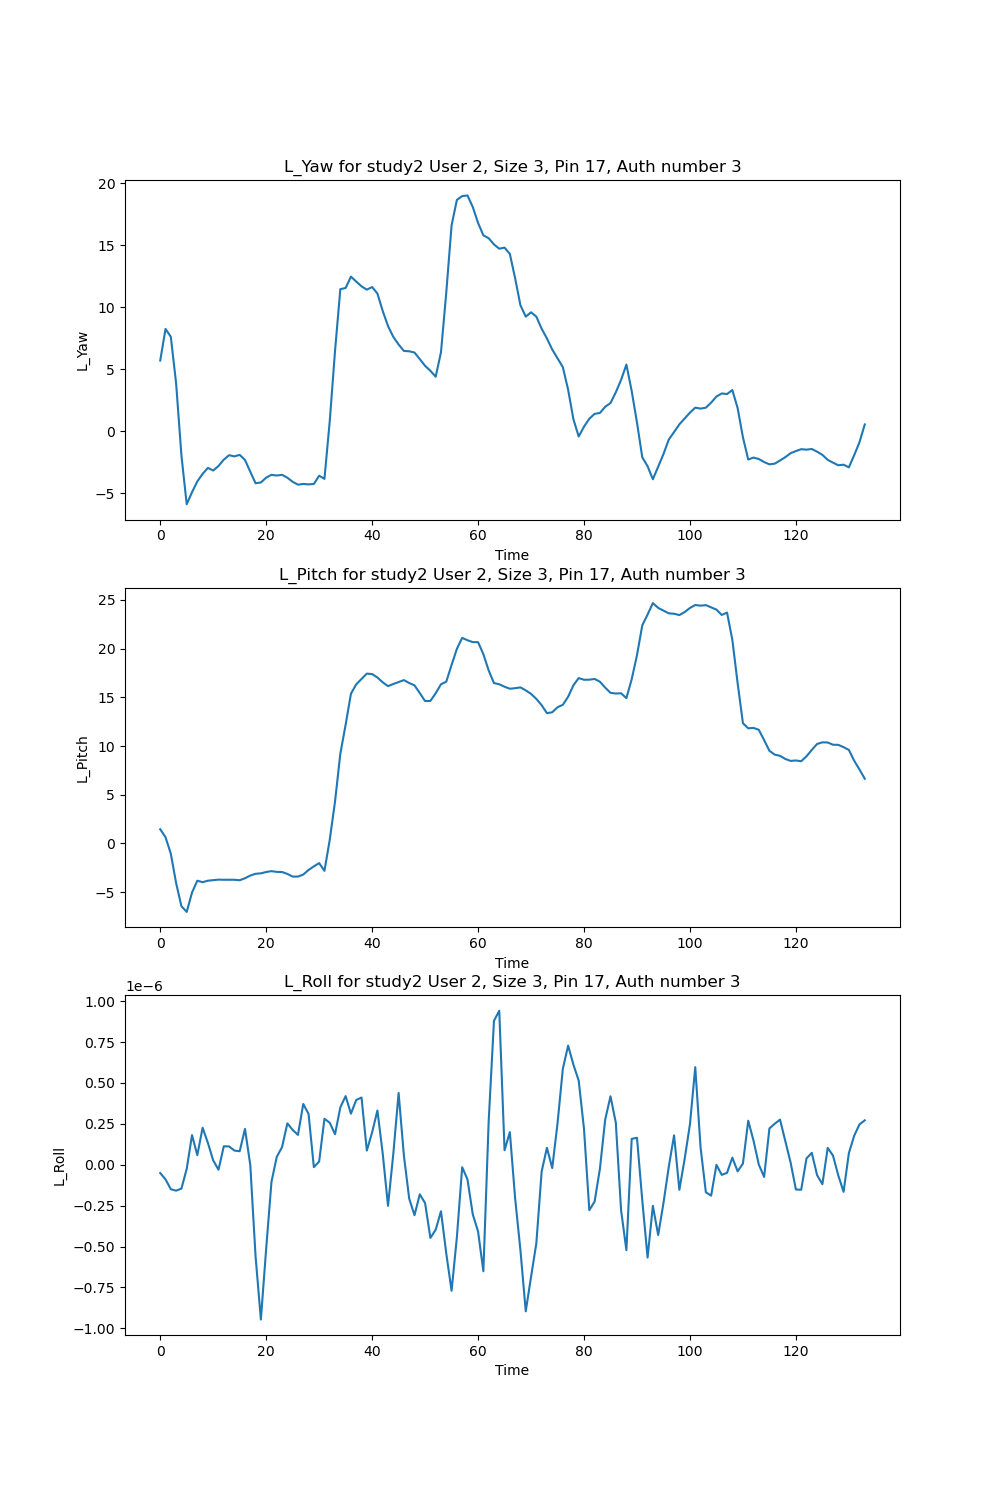 L_Yaw for study2 User 2, Size 3, Pin 17, Auth number 3
20
15
10
5
0
−5
L_Yaw
0 20 40 60 80 100 120
Time
L_Pitch for study2 User 2, Size 3, Pin 17, Auth number 3
25
20
15
10
5
0
−5
L_Pitch
0 20 40 60 80 100 120
Time
L_Roll for study2 User 2, Size 3, Pin 17, Auth number 3
1e−6
1.00
0.75
0.50
0.25
0.00
−0.25
−0.50
−0.75
−1.00
L_Roll
0 20 40 60 80 100 120
Time